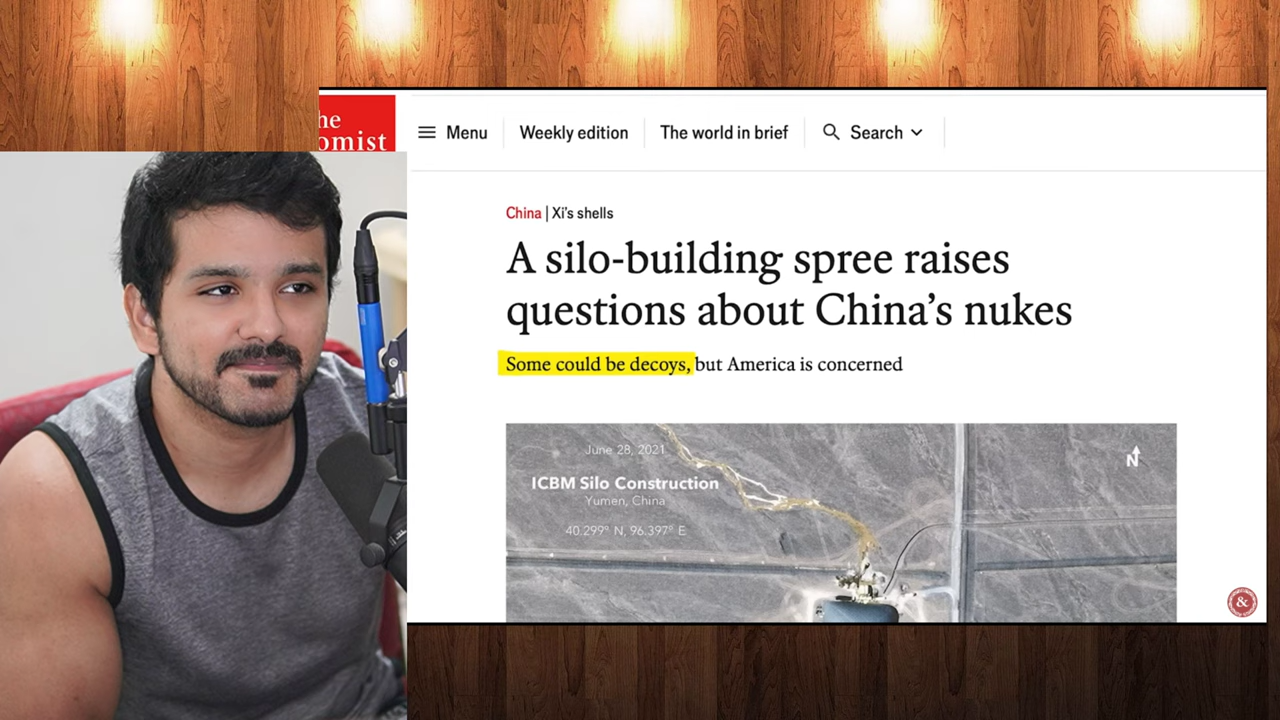 he
omist
Menu
Weekly edition
The world in brief
Search
China | Xi's shells
A silo-building spree raises
questions about China's nukes
Some could be decoys, but America is concerned
June 28, 2021
ICBM Silo Construction
Yumen, China
40.299° N, 96.397° E
N
&